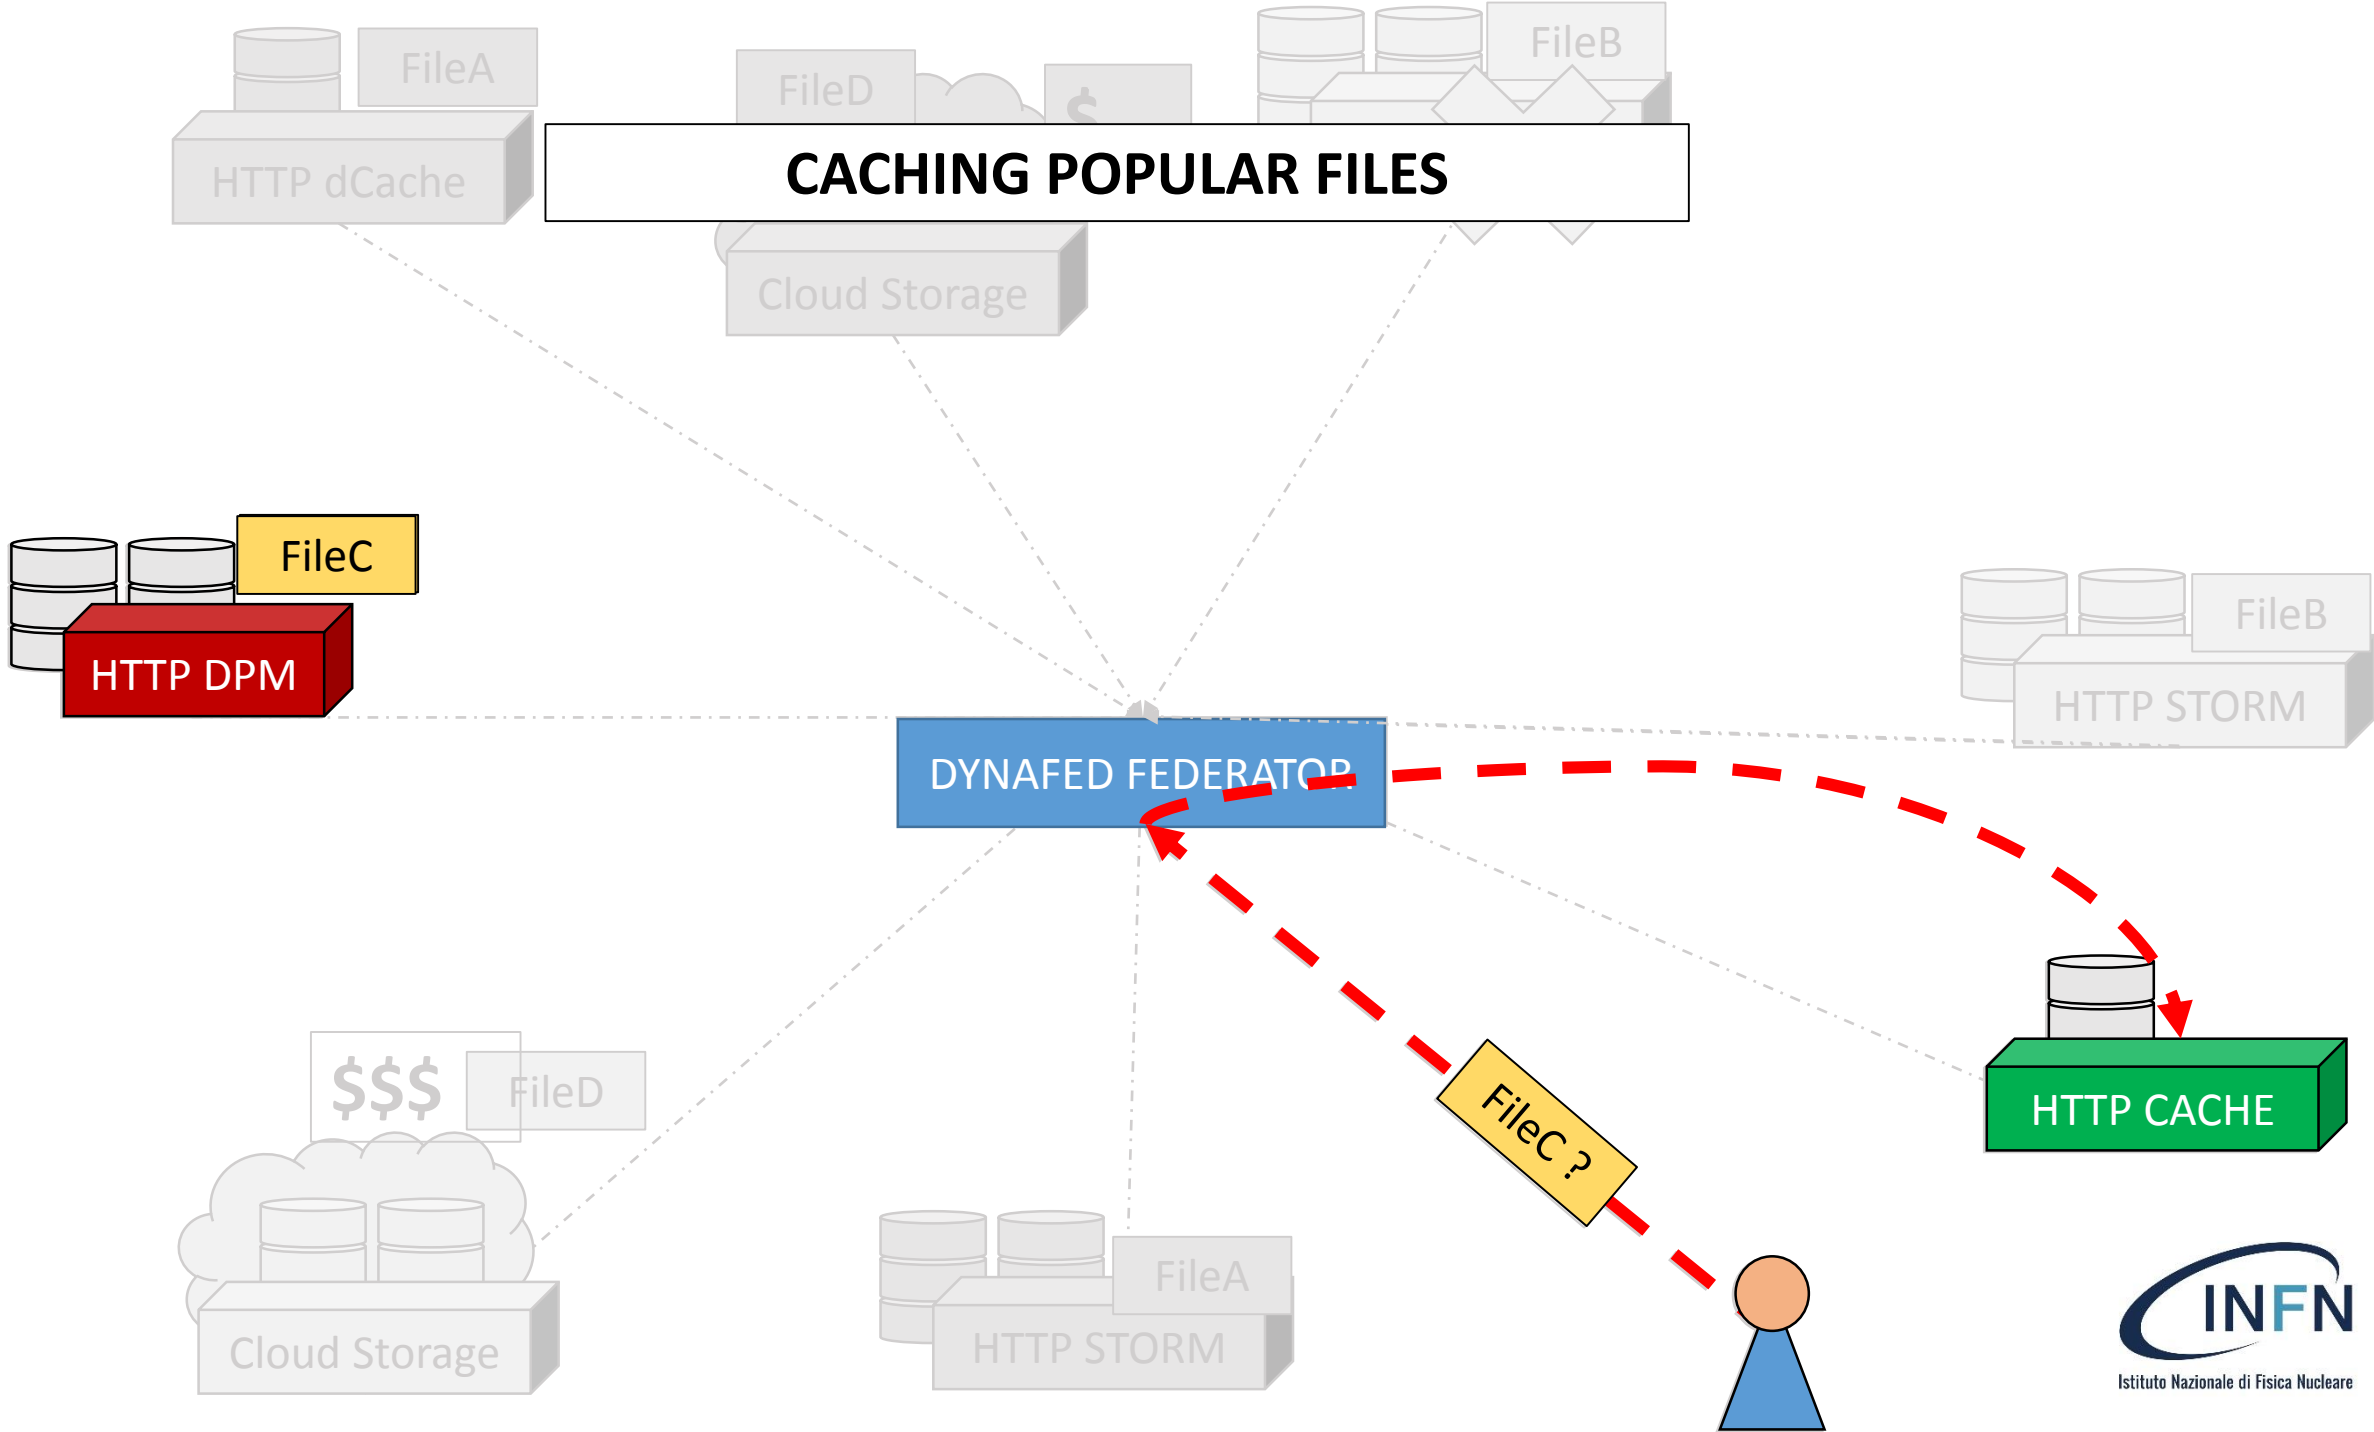 FileA
FileD
$
FileB
HTTP dCache
CACHING POPULAR FILES
Cloud Storage
FileC
HTTP DPM
FileB
HTTP STORM
DYNAFED FEDERATOR
$$$
FileD
FileC ?
HTTP CACHE
FileA
Cloud Storage
HTTP STORM
INFN
Istituto Nazionale di Fisica Nucleare